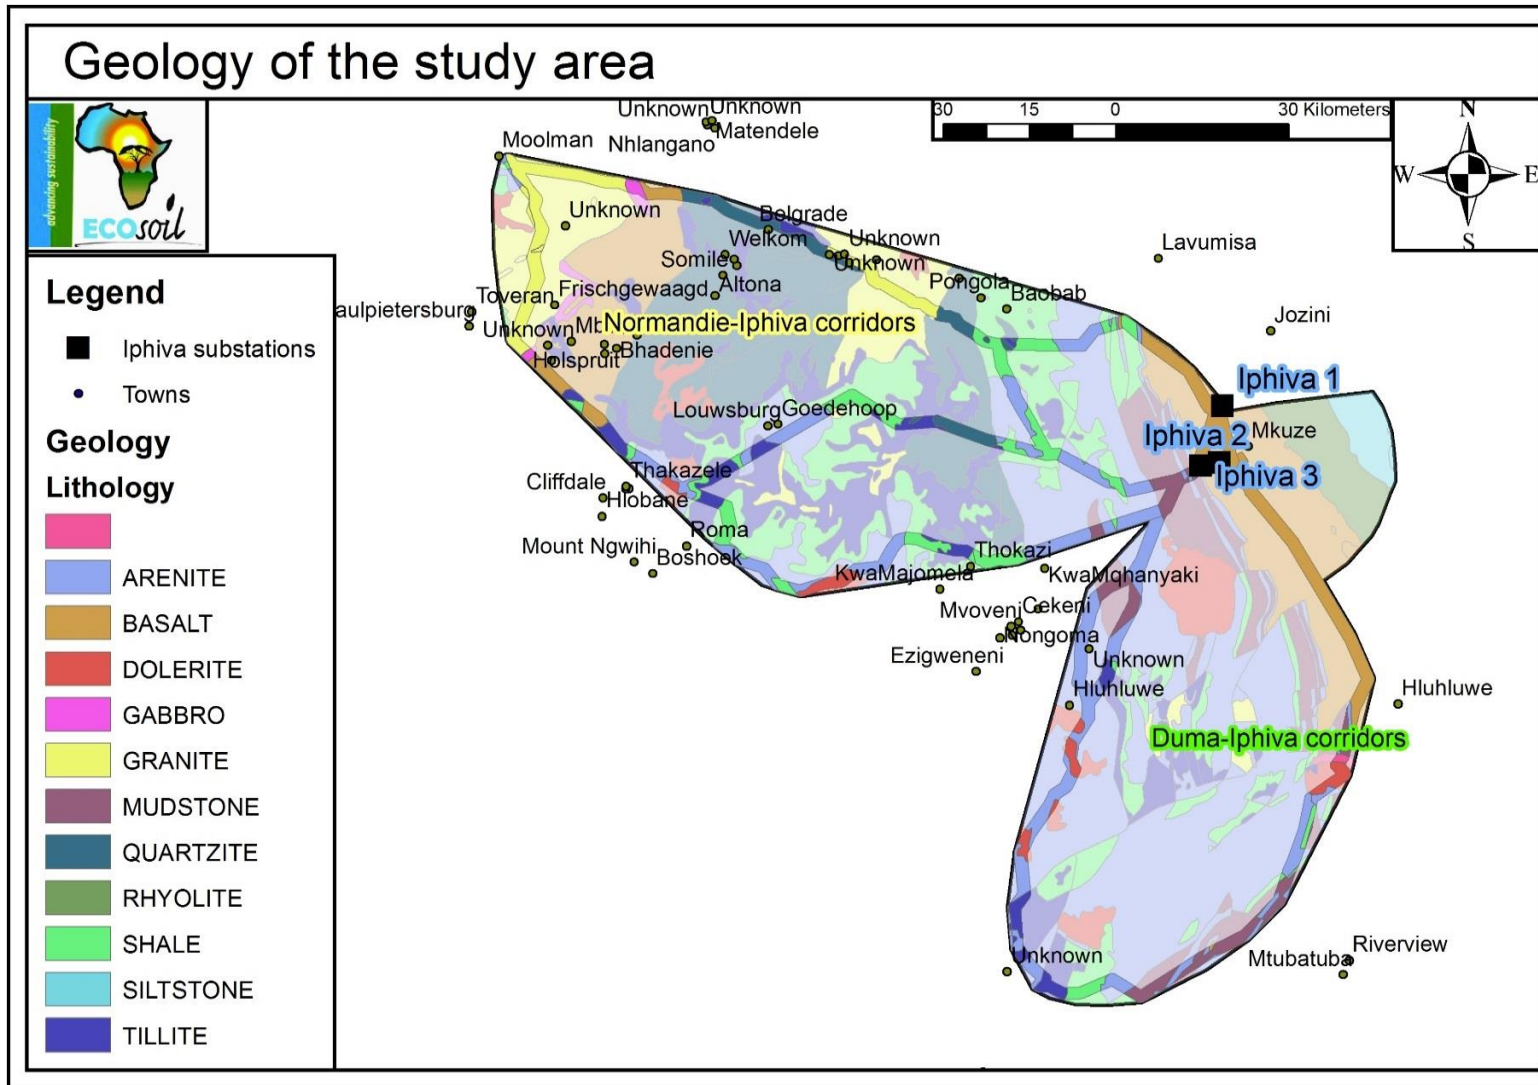 Geology of the study area
advancing sustainability
ECOsoil
30 15 0 30 Kilometers
N
W E
S
Unknown Unknown
Matendele
Nhlangano
Moolman
Unknown
Belgrade
Welkom
Unknown
Somile
Unknown
Lavumisa
Altona
Pongola
Baobab
Toveran
Frischgewaagd
aulpietersburg
Jozini
Unknown
Normandie-Iphiva corridors
Bhadenie
Holspruit
Iphiva 1
Louwsburg
Goedehoop
Iphiva 2
Mkuze
Iphiva 3
Thakazele
Cliffdale
Hlobane
Roma
Mount Ngwihi
Boshoek
Thokazi
KwaMajomela
KwaMqhanyaki
Mvoveni
Cekeni
Nongoma
Ezigweneni
Unknown
Hluhluwe
Hluhluwe
Duma-Iphiva corridors
Unknown
Mtubatuba
Riverview
Legend
Iphiva substations
Towns
Geology
Lithology
ARENITE
BASALT
DOLERITE
GABBRO
GRANITE
MUDSTONE
QUARTZITE
RHYOLITE
SHALE
SILTSTONE
TILLITE